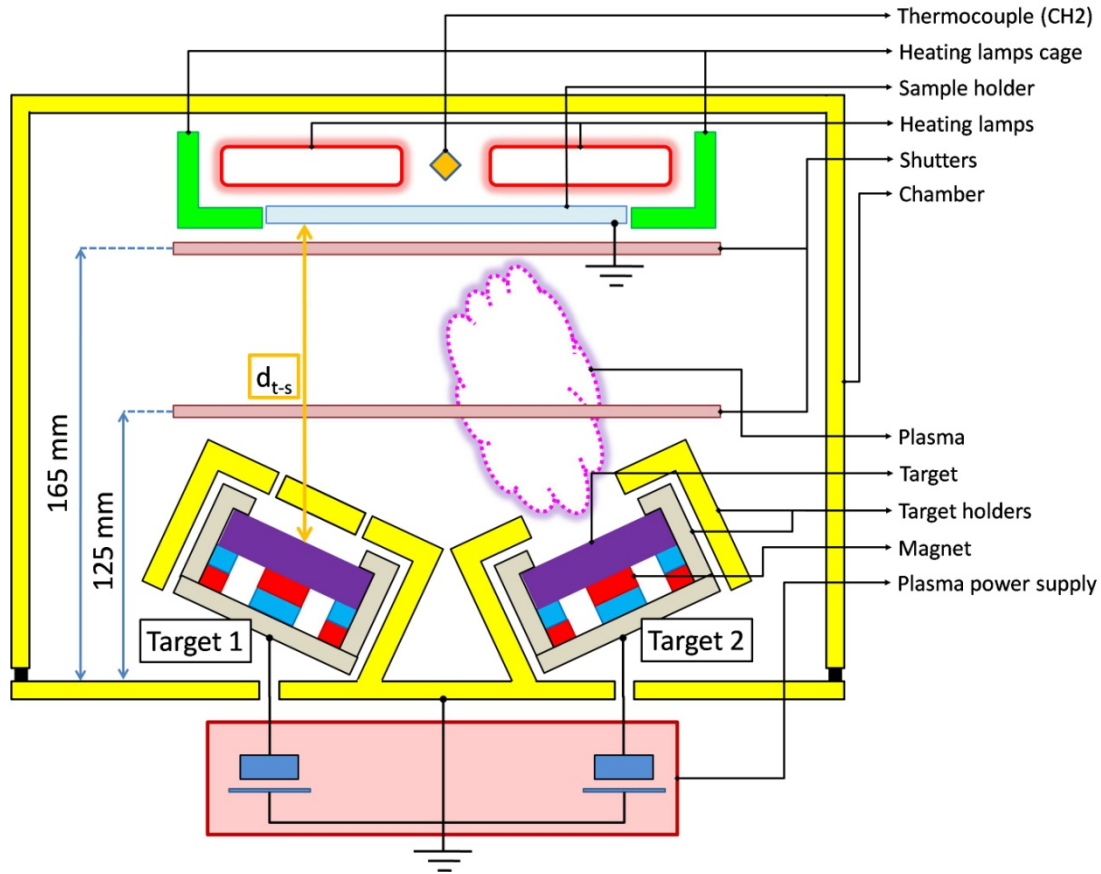 Thermocouple (CH2)
Heating lamps cage
Sample holder
Heating lamps
Shutters
Chamber
dt-s
165 mm
125 mm
Plasma
Target
Target holders
Magnet
Plasma power supply
Target 1
Target 2